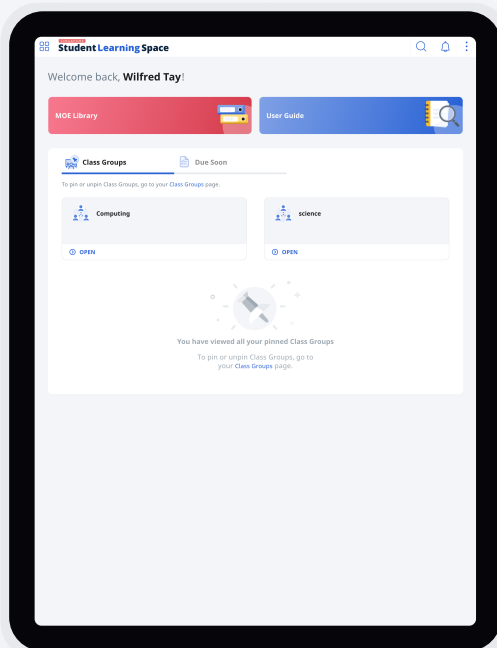 SINGAPORE
Student Learning Space
Welcome back, Wilfred Tay!
MOE Library
User Guide
Class Groups
Due Soon
To pin or unpin Class Groups, go to your Class Groups page.
Computing
science
OPEN
OPEN
You have viewed all your pinned Class Groups
To pin or unpin Class Groups, go to
your Class Groups page.